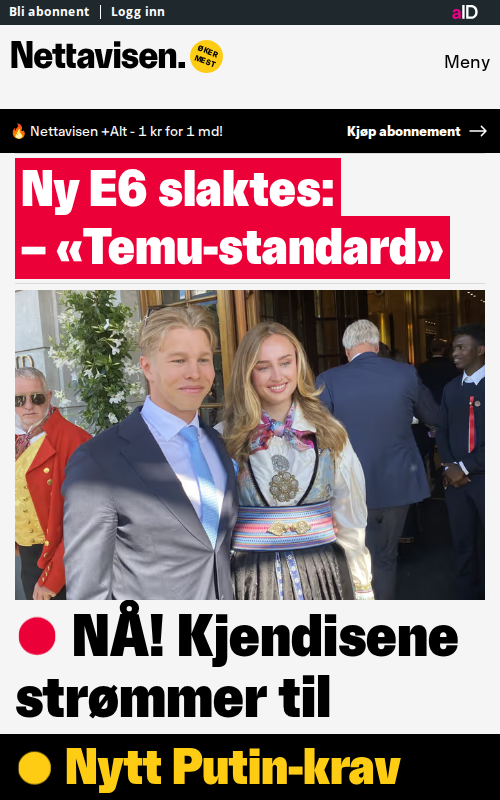 Bli abonnent | Logg inn
aID
Nettavisen.
ØKER
MEST
Meny
Nettavisen +Alt - 1 kr for 1 md!
Kjøp abonnement
Ny E6 slaktes:
– «Temu-standard»
NÅ! Kjendisene
strømmer til
Nytt Putin-krav